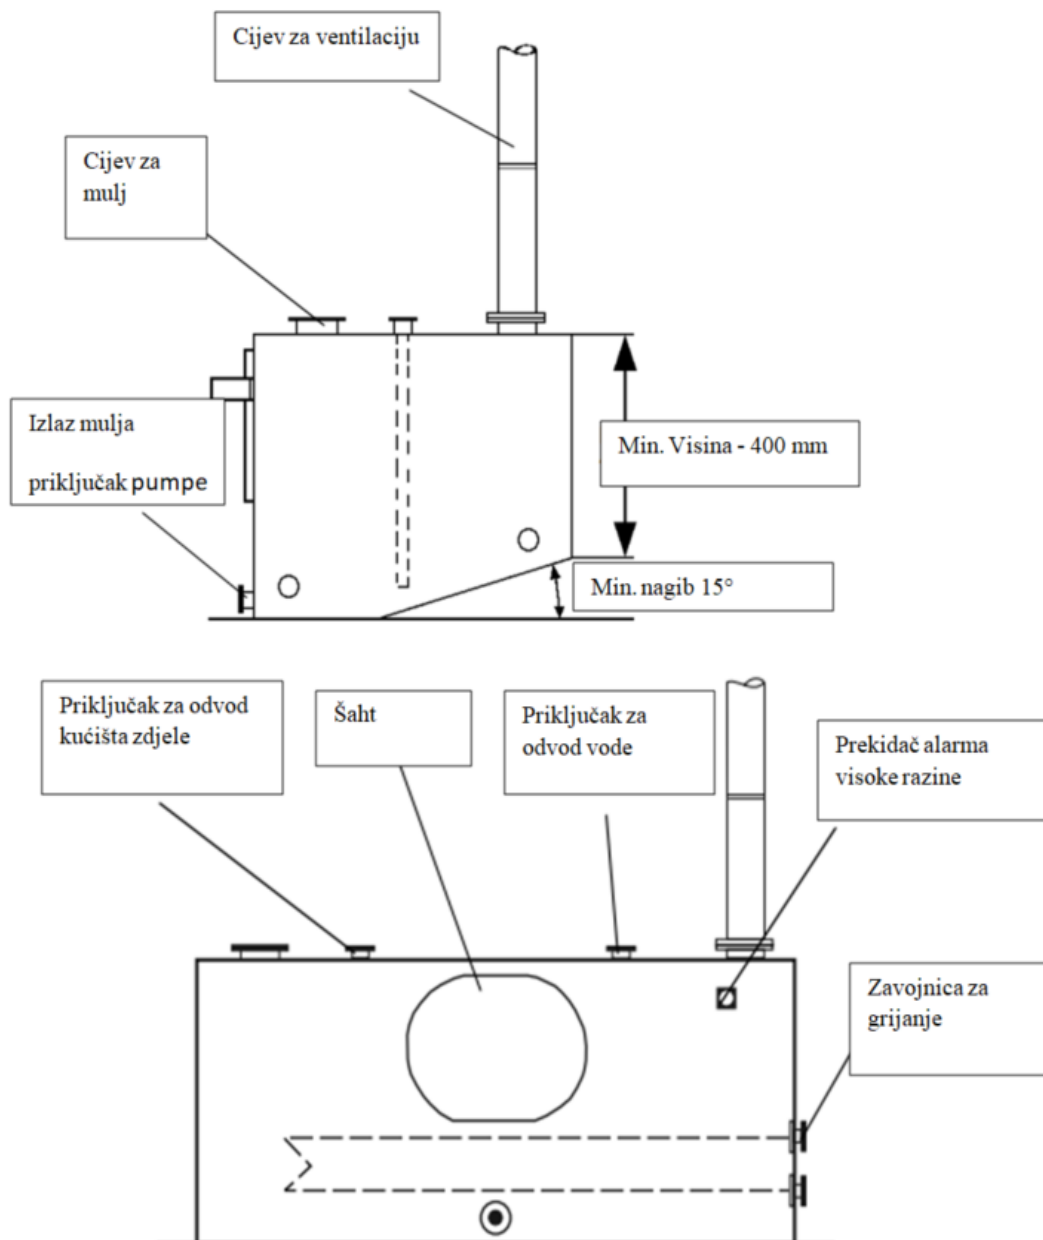 Cijev za ventilaciju
Cijev za
mulj
Izlaz mulja
priključak pumpe
Min. Visina - 400 mm
Min. nagib 15°
Priključak za odvod
kućišta zdjele
Šaht
Priključak za
odvod vode
Prekidač alarma
visoke razine
Zavojnica za
grijanje